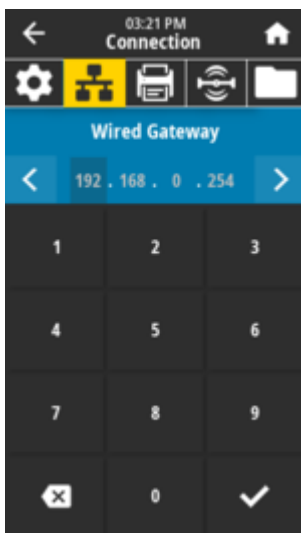 03:21 PM
Connection
Wired Gateway
192 . 168 . 0 . 254
1 2 3
4 5 6
7 8 9
0